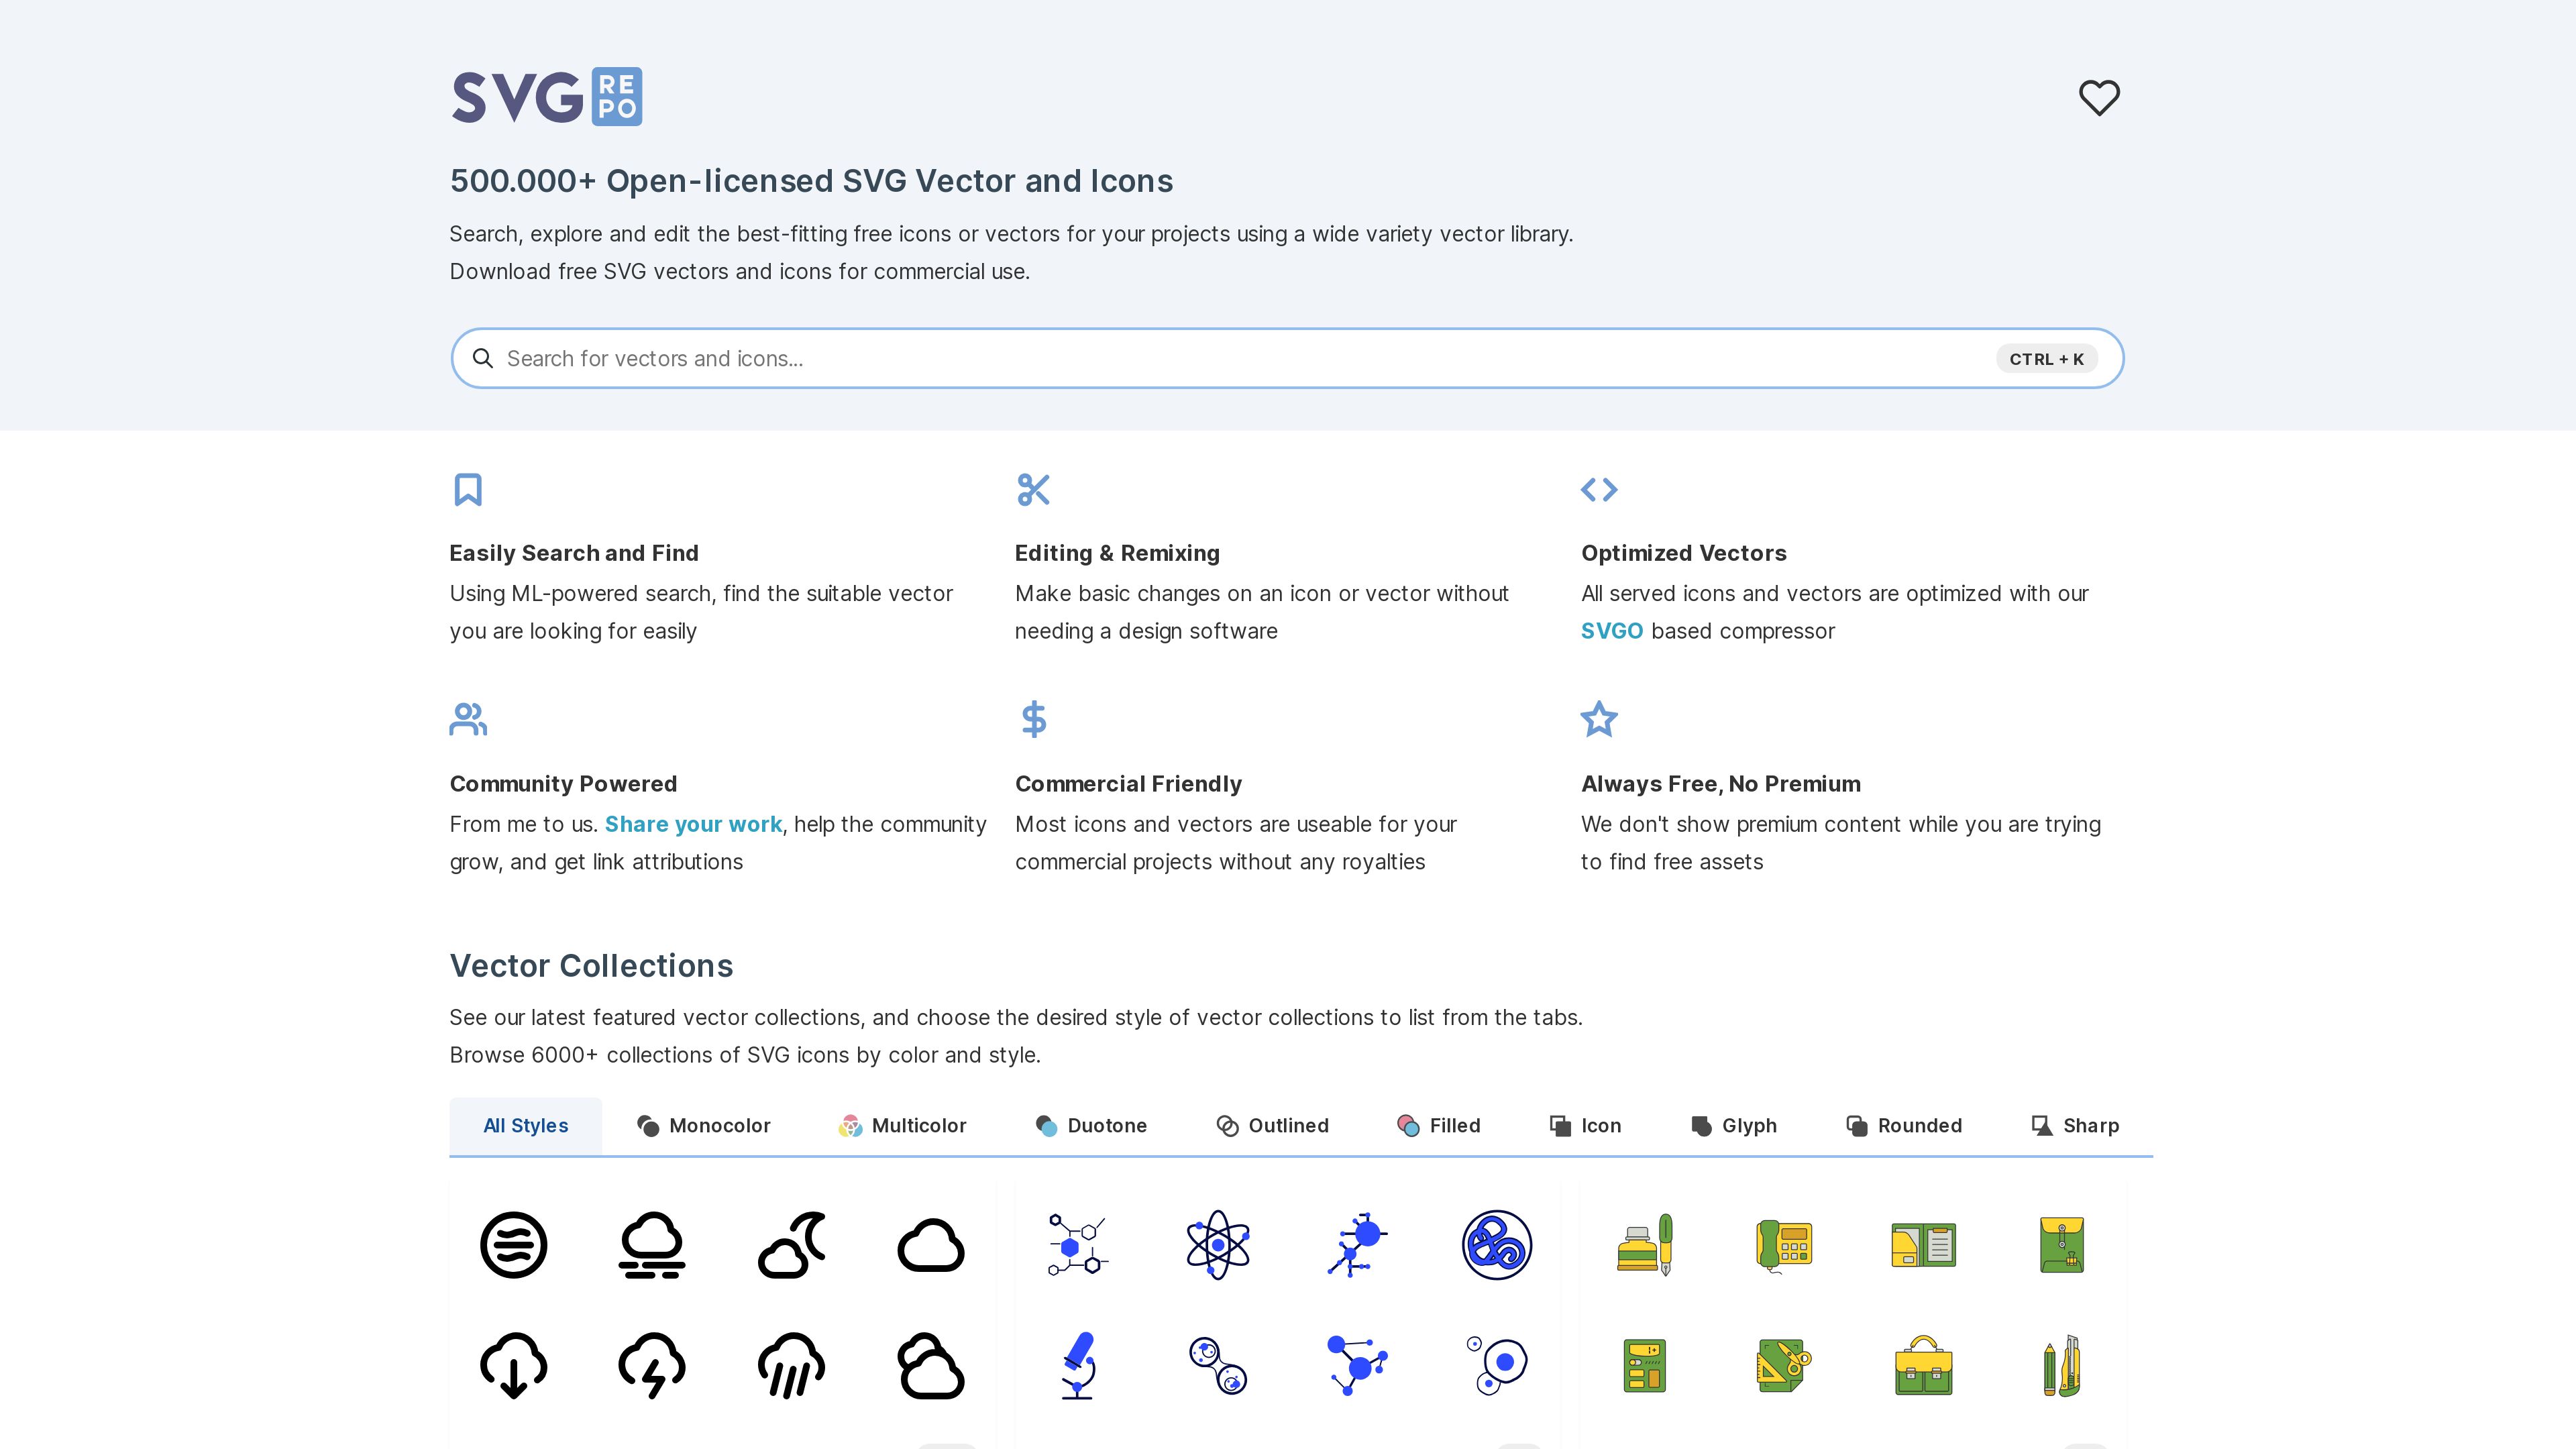 SVG REPO
500.000+ Open-licensed SVG Vector and Icons
Search, explore and edit the best-fitting free icons or vectors for your projects using a wide variety vector library.
Download free SVG vectors and icons for commercial use.
Search for vectors and icons...
CTRL + K
Easily Search and Find
Using ML-powered search, find the suitable vector
you are looking for easily
Editing & Remixing
Make basic changes on an icon or vector without
needing a design software
Optimized Vectors
All served icons and vectors are optimized with our
SVGO based compressor
Community Powered
From me to us. Share your work, help the community
grow, and get link attributions
Commercial Friendly
Most icons and vectors are useable for your
commercial projects without any royalties
Always Free, No Premium
We don't show premium content while you are trying
to find free assets
Vector Collections
See our latest featured vector collections, and choose the desired style of vector collections to list from the tabs.
Browse 6000+ collections of SVG icons by color and style.
All Styles
Monocolor
Multicolor
Duotone
Outlined
Filled
Icon
Glyph
Rounded
Sharp